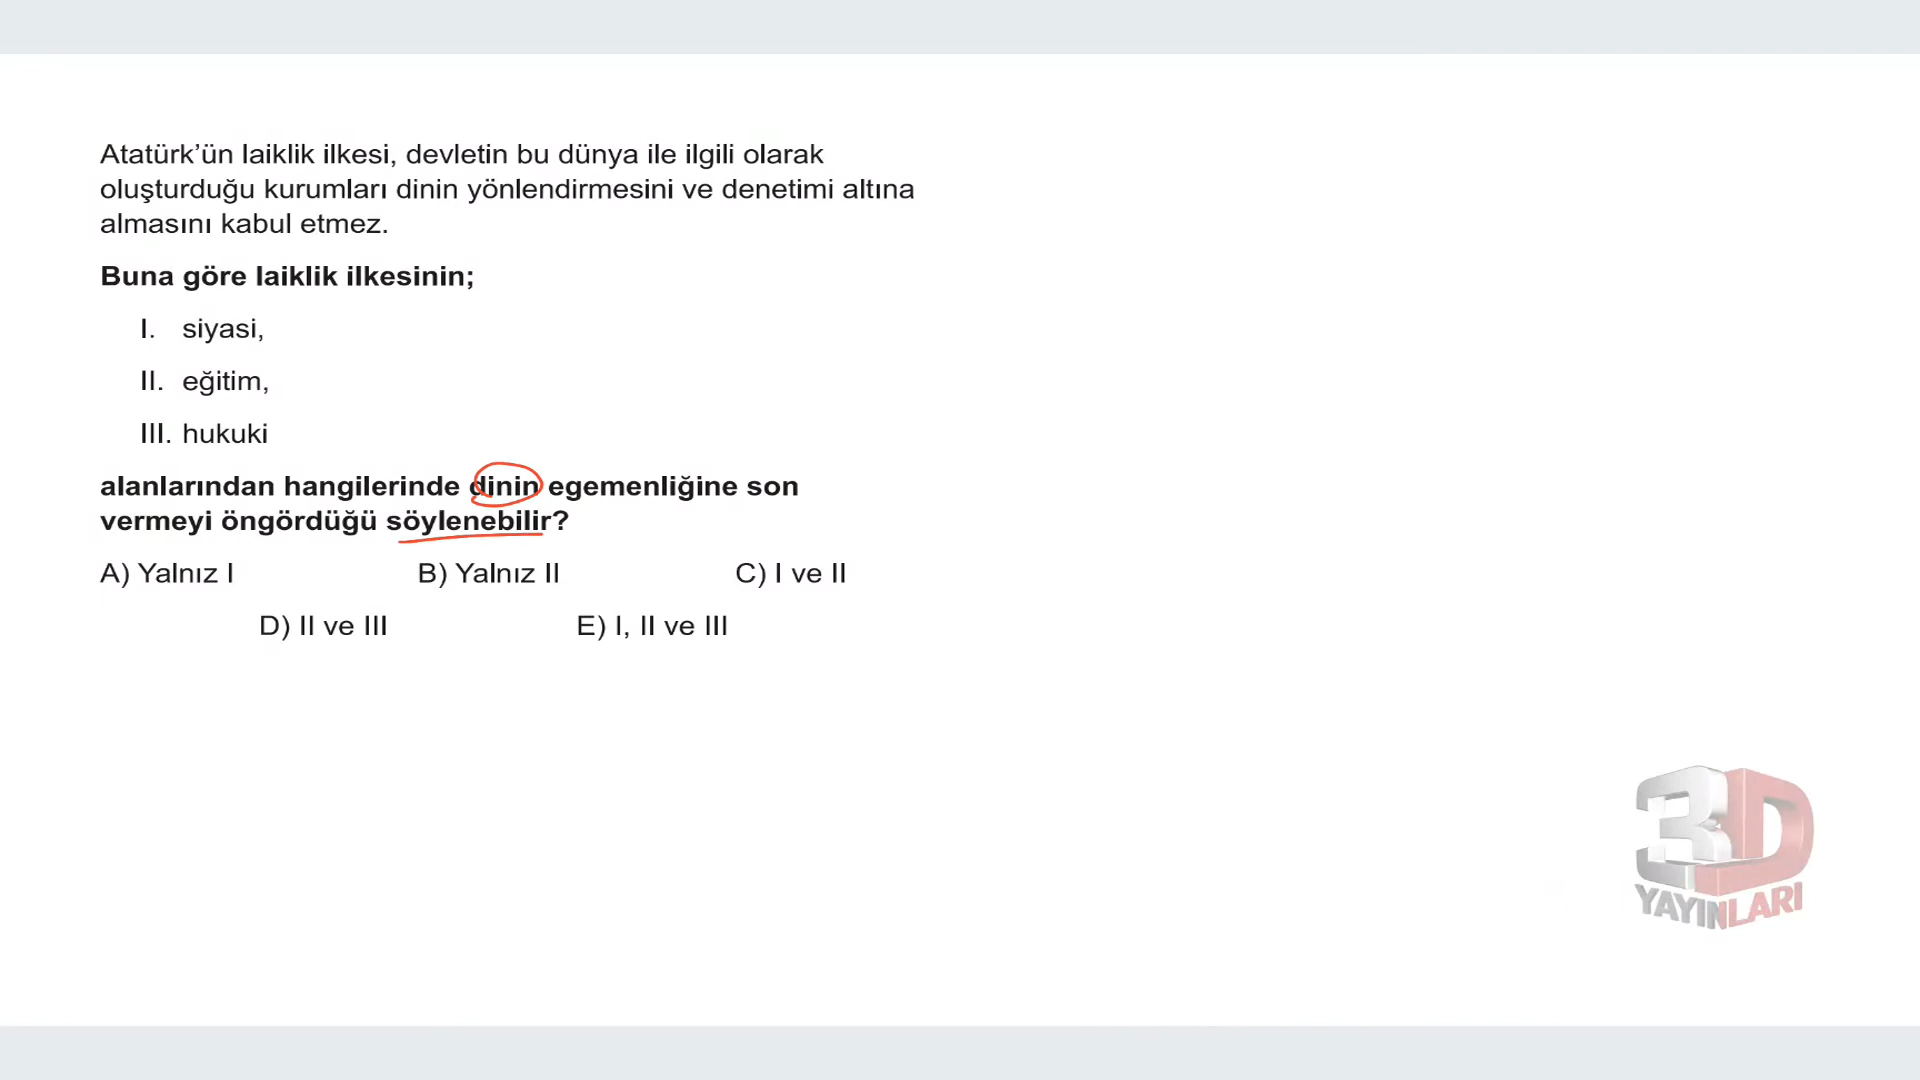 Atatürk’ün laiklik ilkesi, devletin bu dünya ile ilgili olarak
oluşturduğu kurumları dinin yönlendirmesini ve denetimi altına
almasını kabul etmez.
Buna göre laiklik ilkesinin;
I. siyasi,
II. eğitim,
III. hukuki
alanlarından hangilerinde dinin egemenliğine son
vermeyi öngördüğü söylenebilir?
A) Yalnız I B) Yalnız II C) I ve II
D) II ve III E) I, II ve III
3D
YAYINLARI